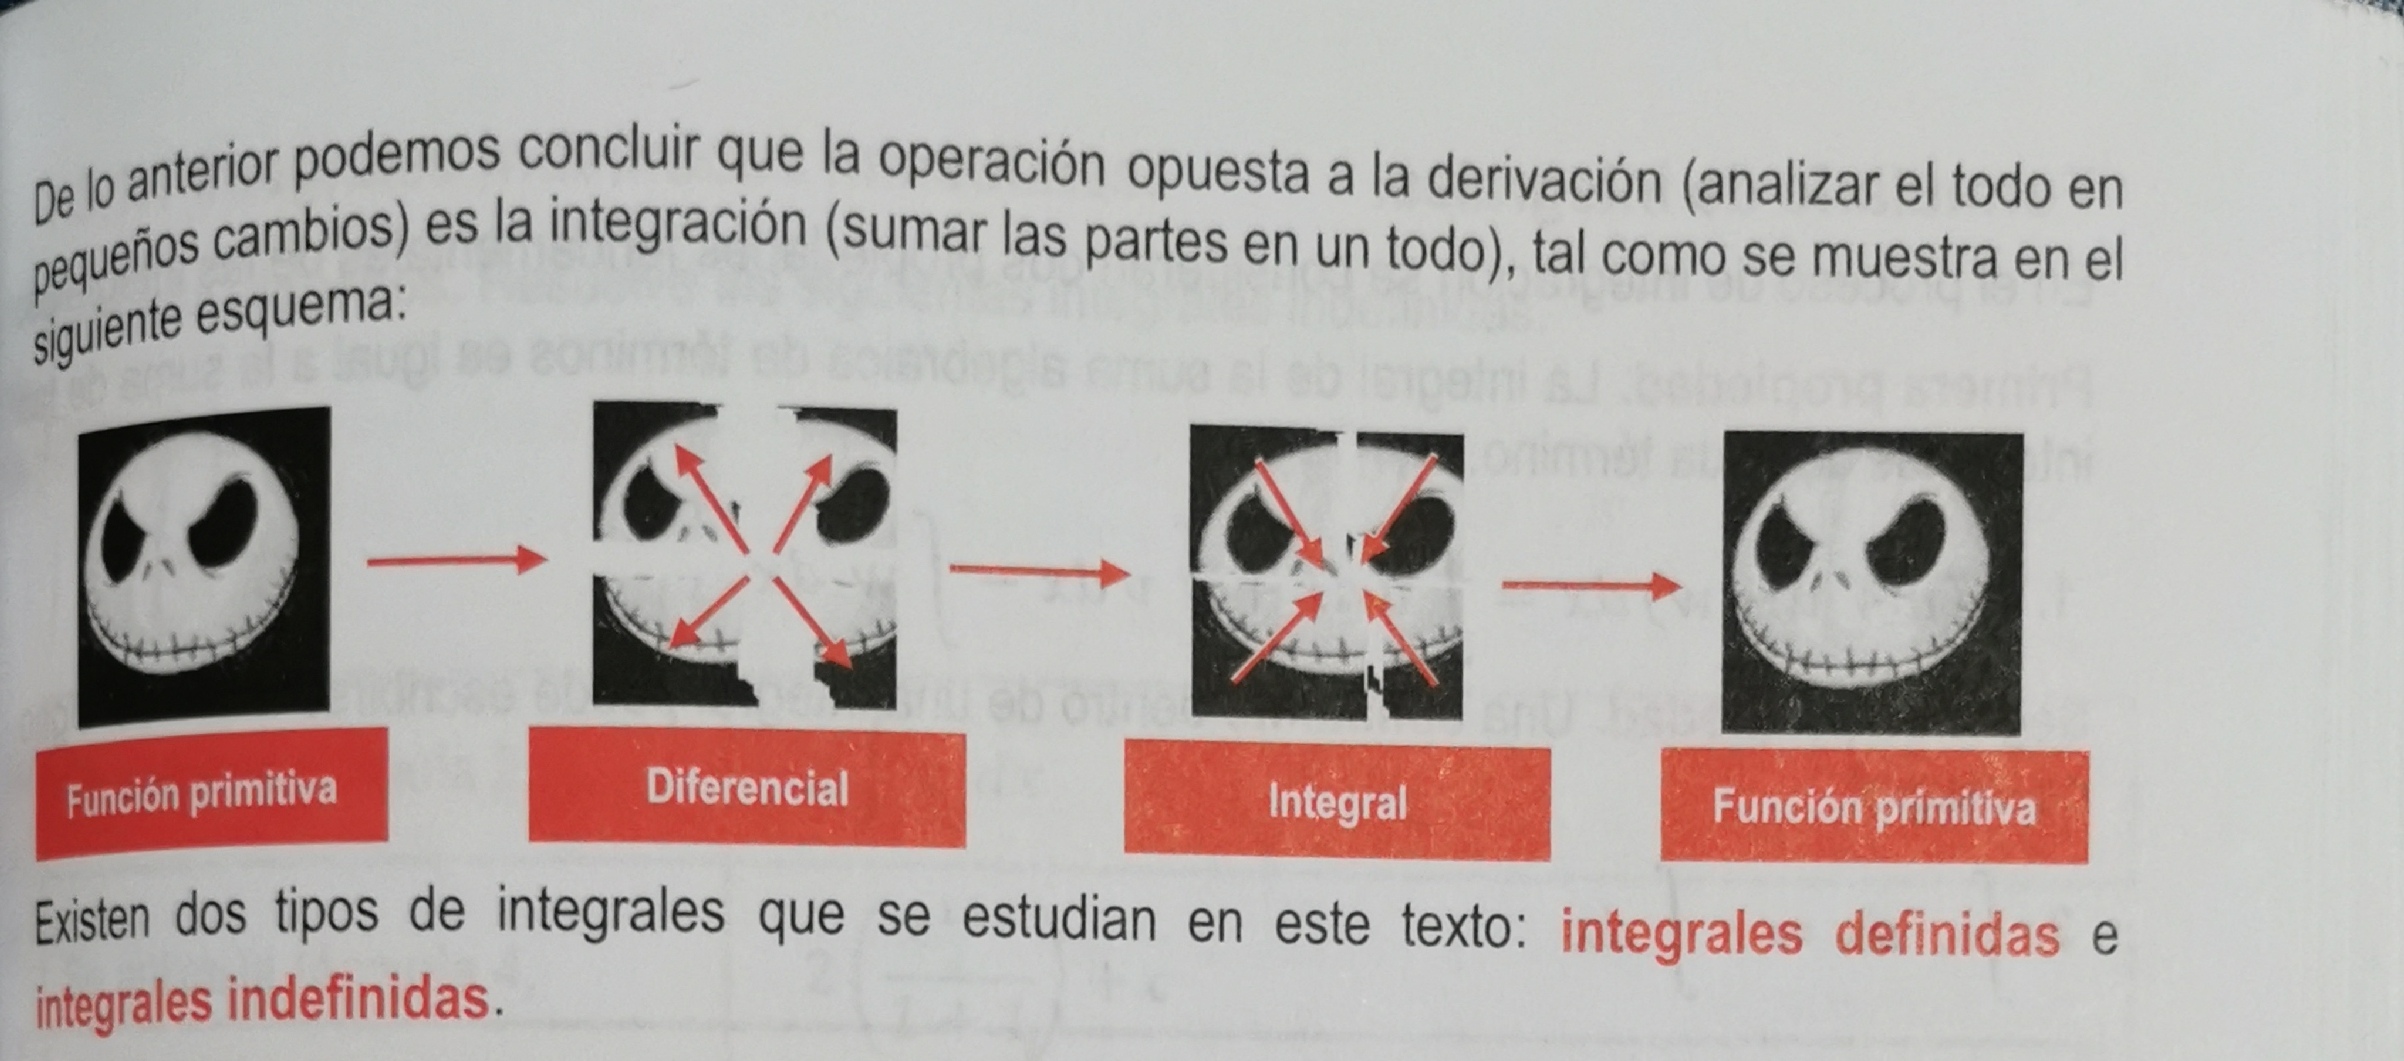 De lo anterior podemos concluir que la operación opuesta a la derivación (analizar el todo en
pequeños cambios) es la integración (sumar las partes en un todo), tal como se muestra en el
siguiente esquema:
Función primitiva
Diferencial
Integral
Función primitiva
Existen dos tipos de integrales que se estudian en este texto: integrales definidas e
integrales indefinidas.